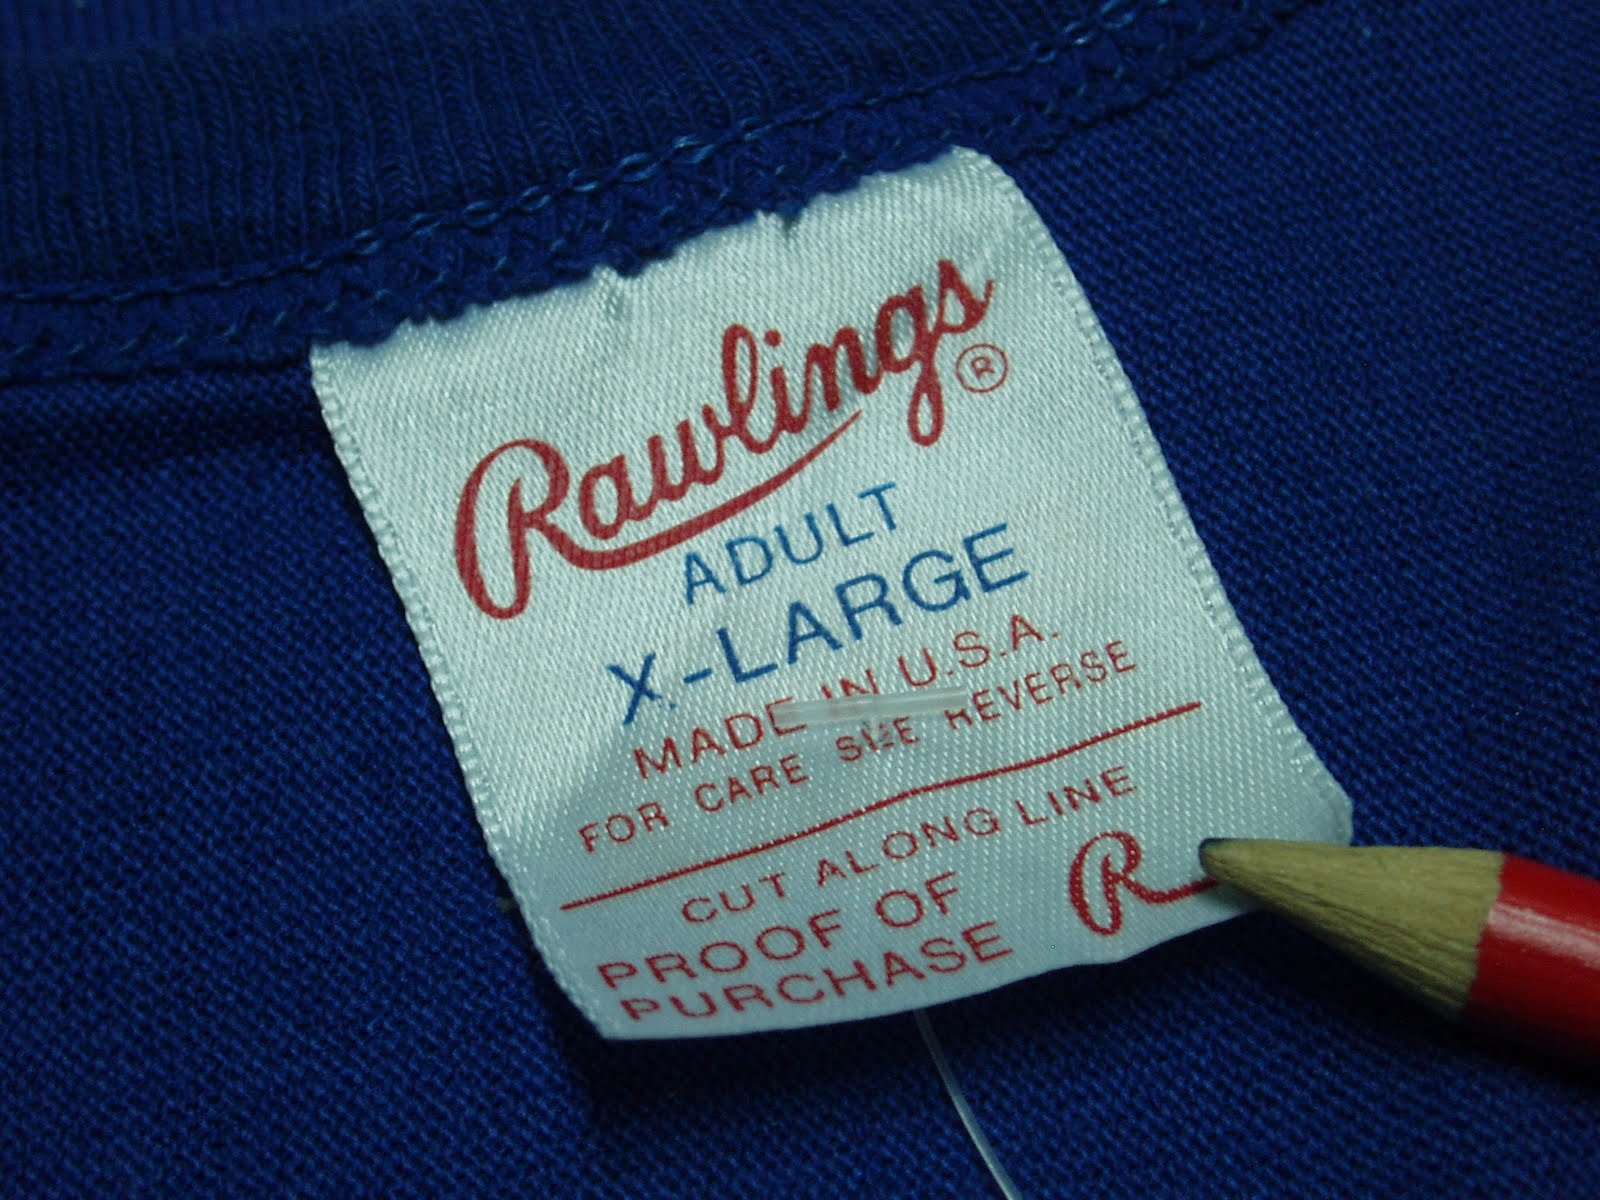 Rawlings®
ADULT
X-LARGE
MADE IN U.S.A.
FOR CARE SEE REVERSE
CUT ALONG LINE
PROOF OF
PURCHASE
R